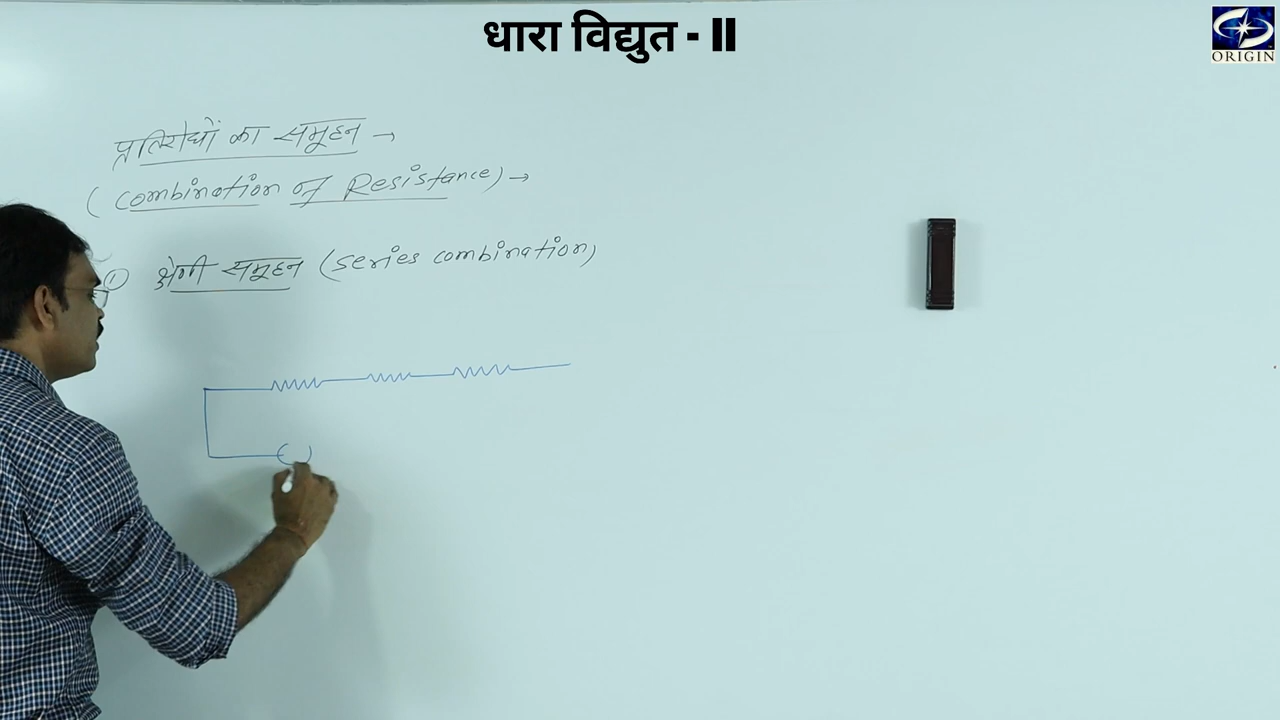 धारा विद्युत - II
ORIGIN
प्रतिरोधों का समूहन →
( Combination of Resistance) →
① श्रेणी समूहन (series combination)